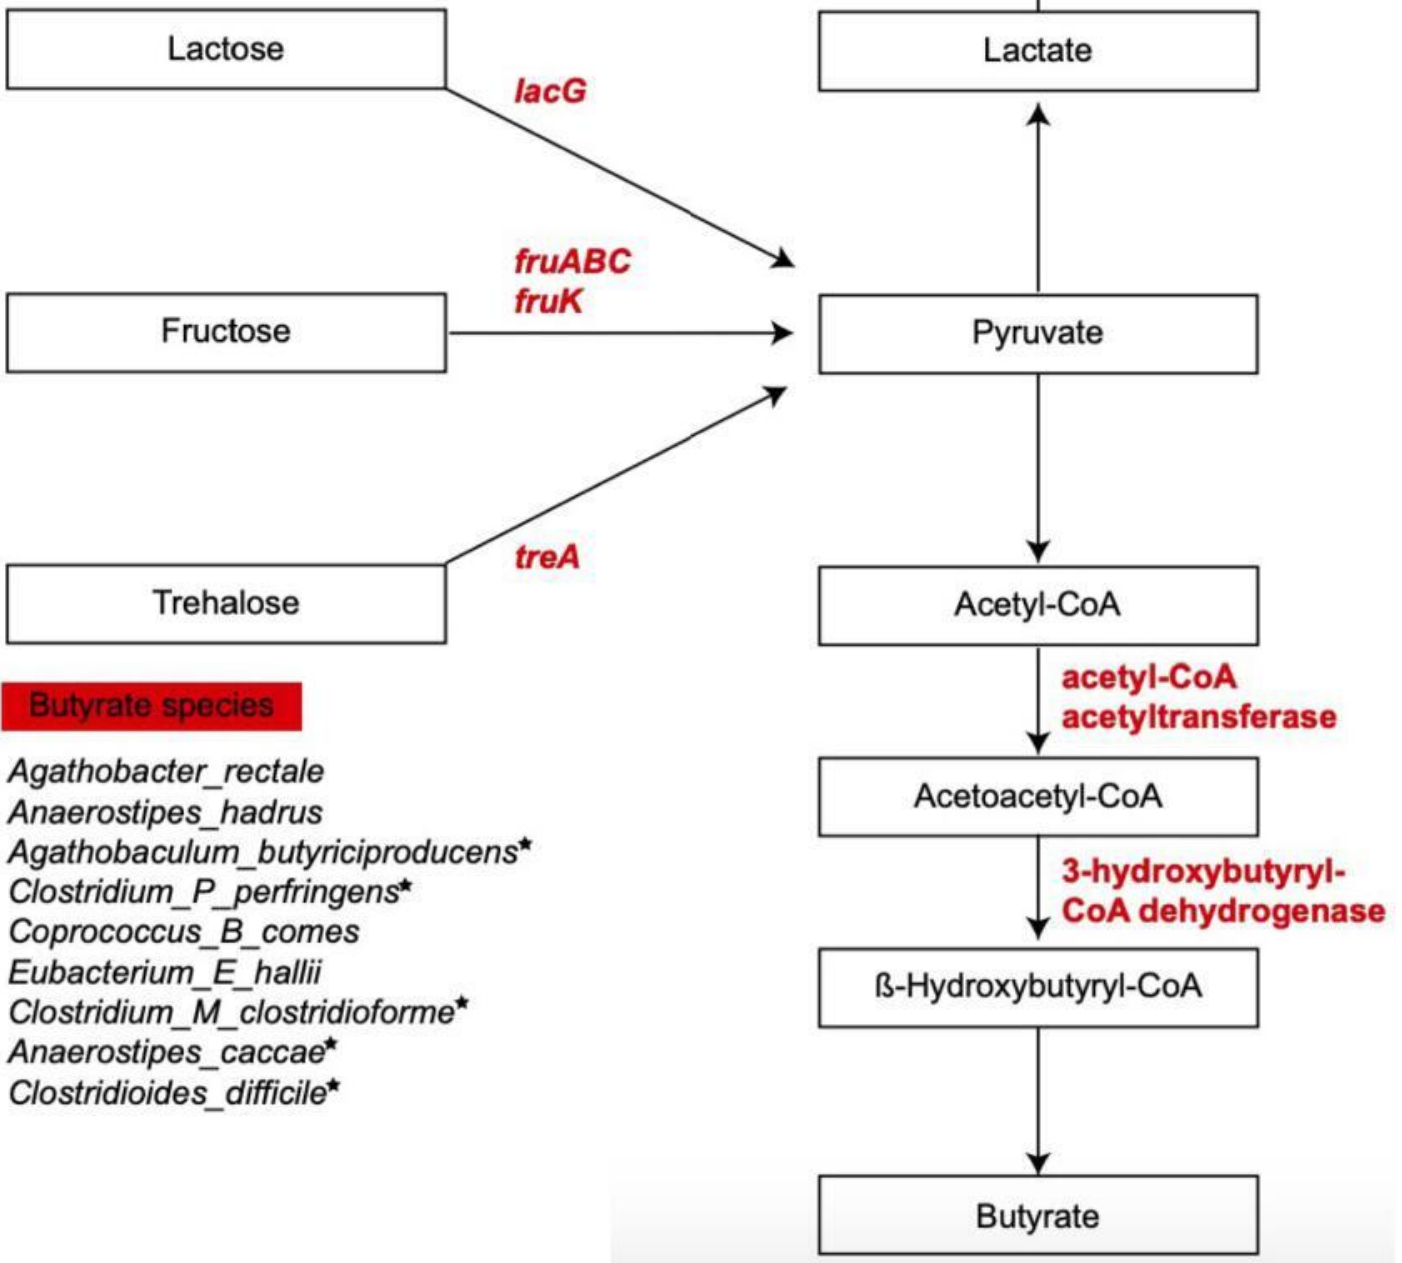 Lactose
Lactate
lacG
fruABC
fruK
Fructose
Pyruvate
treA
Trehalose
Acetyl-CoA
acetyl-CoA
acetyltransferase
Butyrate species
Agathobacter_rectale
Anaerostipes_hadrus
Agathobaculum_butyriciproducens★
Clostridium_P_perfringens★
Coprococcus_B_comes
Eubacterium_E_hallii
Clostridium_M_clostridioforme★
Anaerostipes_caccae★
Clostridioides_difficile★
Acetoacetyl-CoA
3-hydroxybutyryl-
CoA dehydrogenase
ß-Hydroxybutyryl-CoA
Butyrate